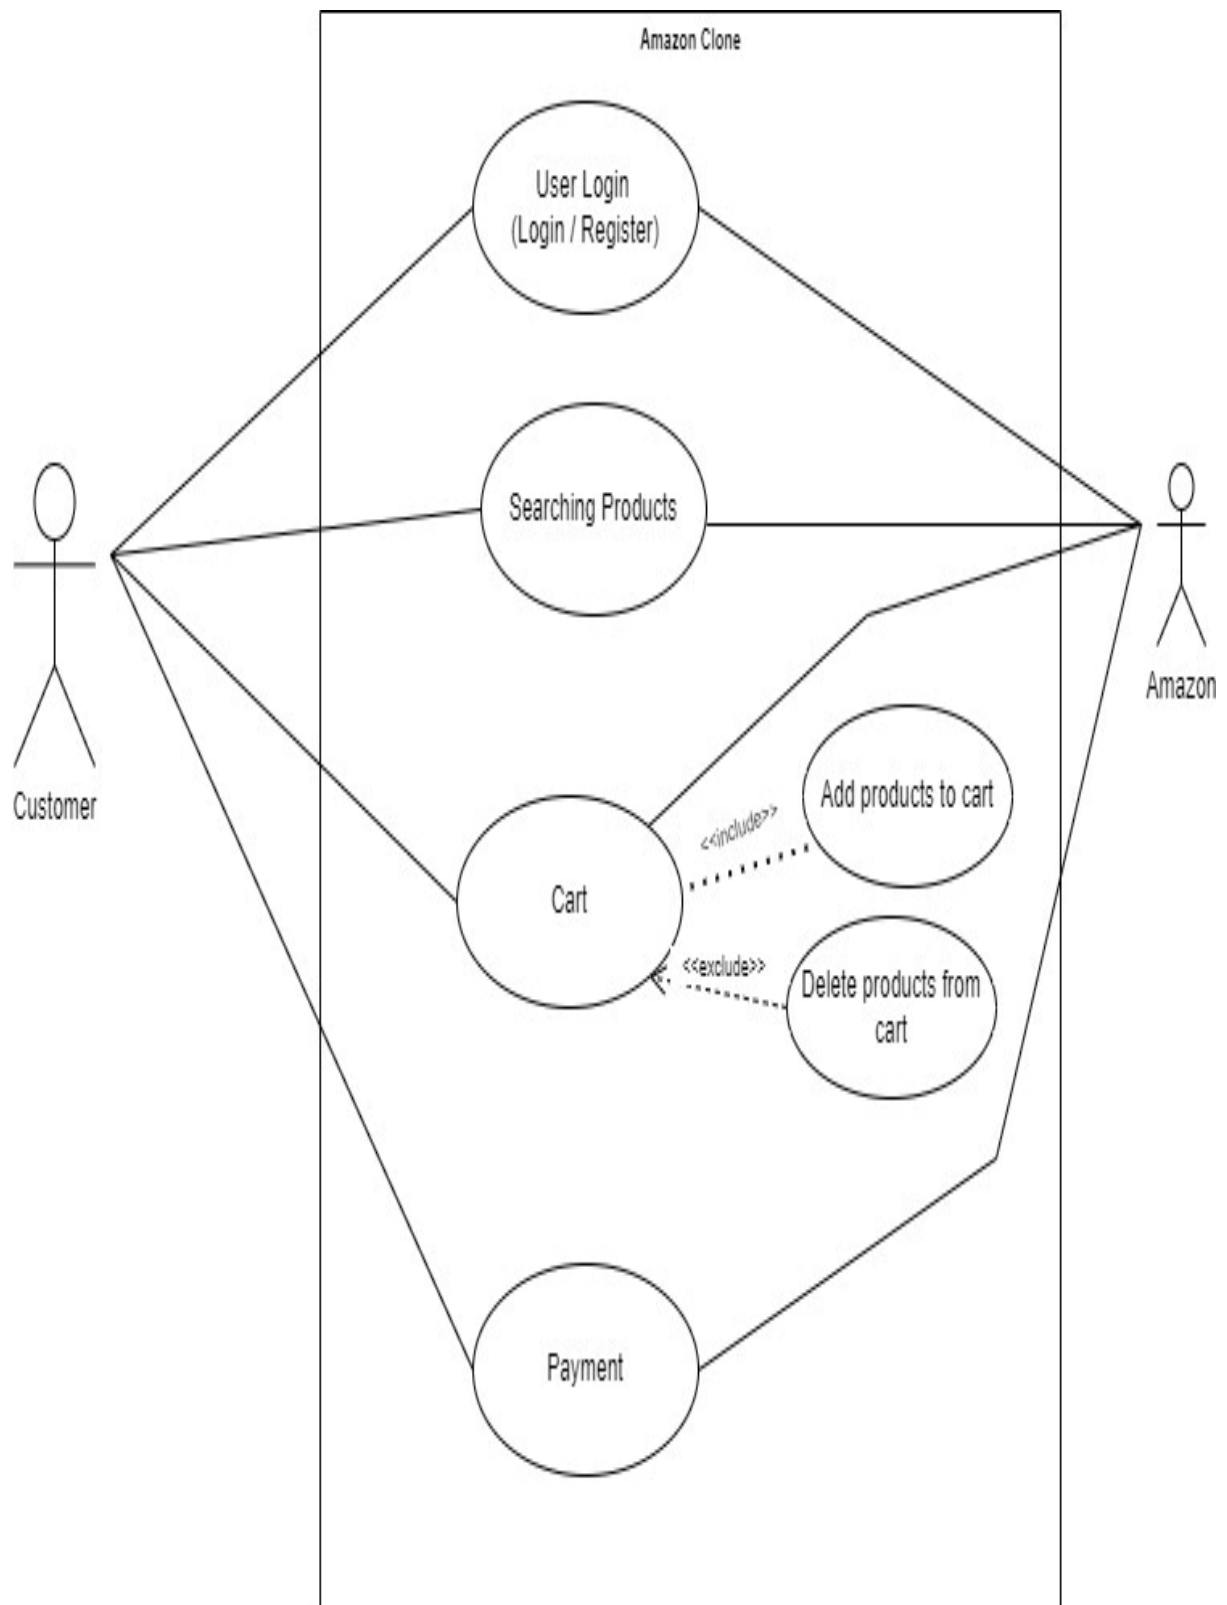 Amazon Clone
User Login
(Login / Register)
Searching Products
Amazon
Customer
Add products to cart
<<include>>
Cart
<<exclude>>
Delete products from
cart
Payment